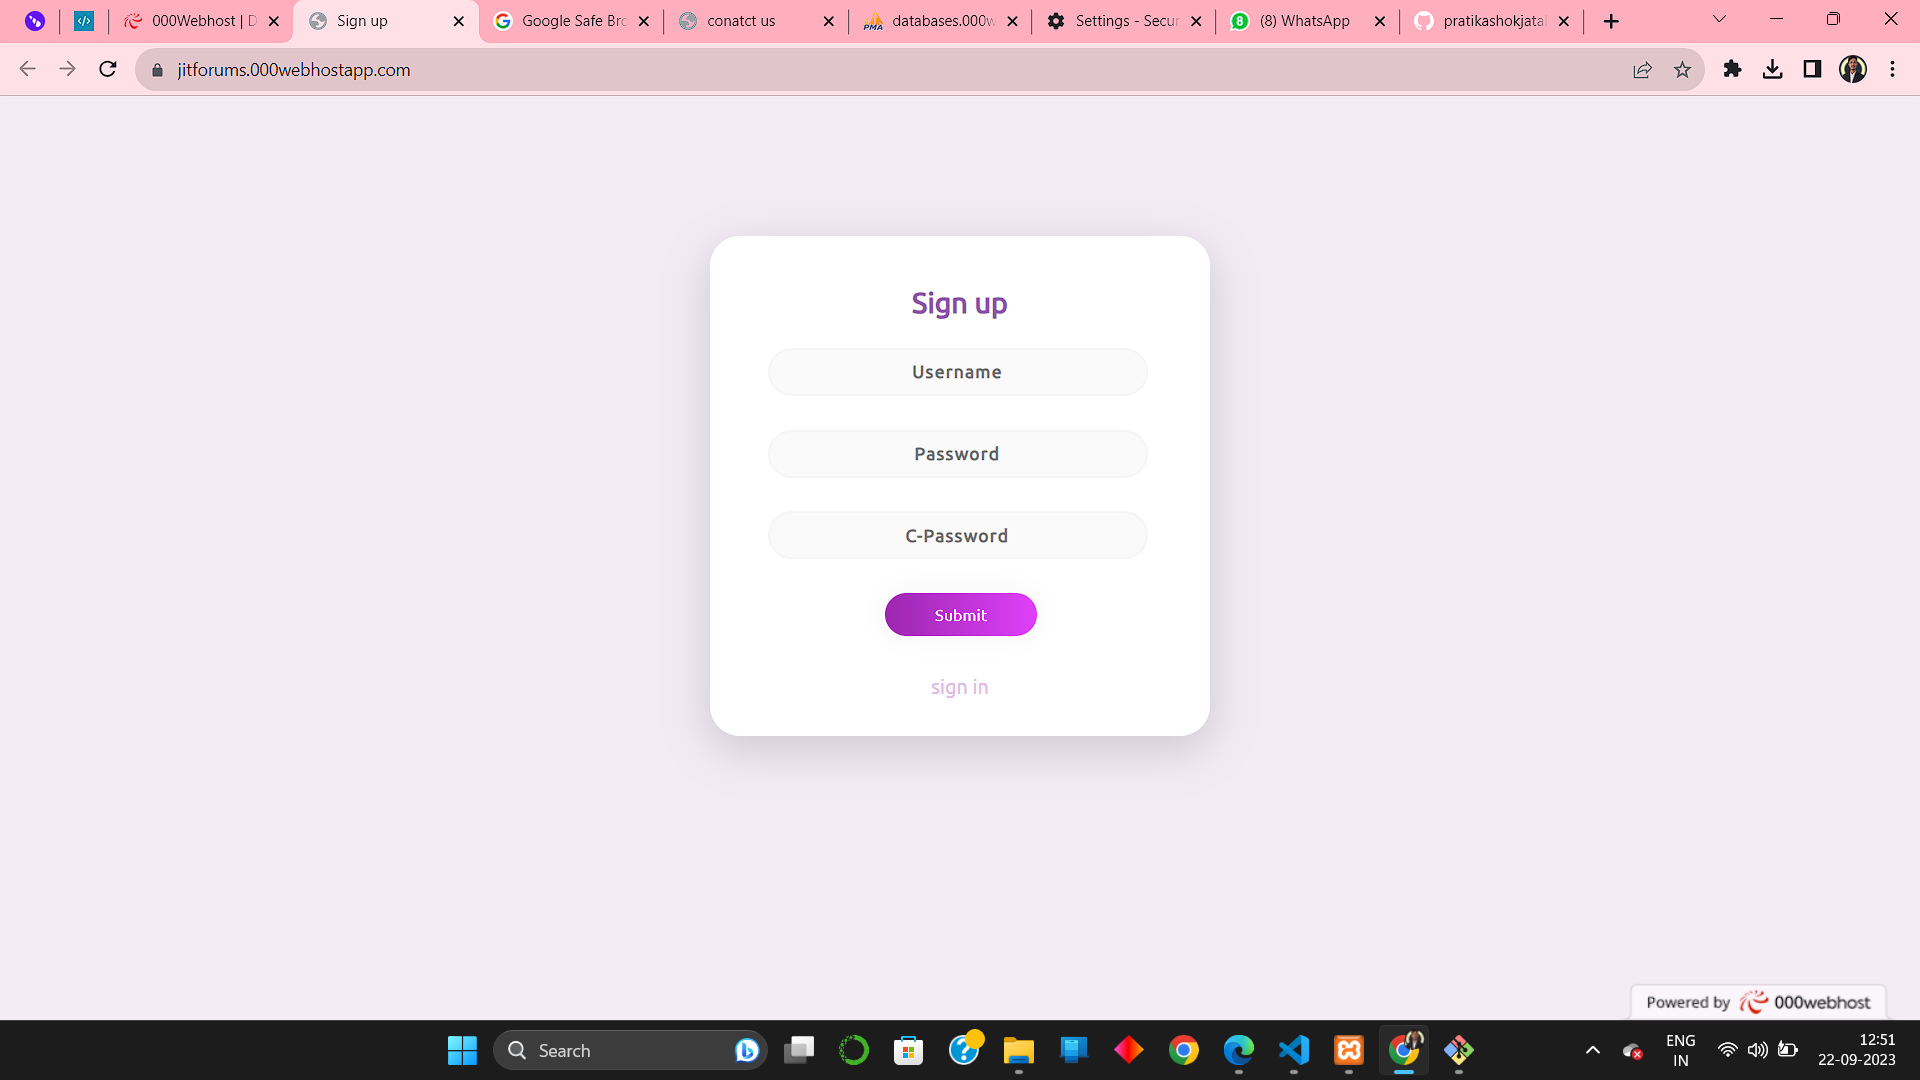 000Webhost | D
Sign up
Google Safe Bro
conatct us
databases.000w
Settings - Secur
(8) WhatsApp
pratikashokjatal
jitforums.000webhostapp.com
Sign up
Username
Password
C-Password
Submit
sign in
Powered by 000webhost
Search
ENG
IN
12:51
22-09-2023